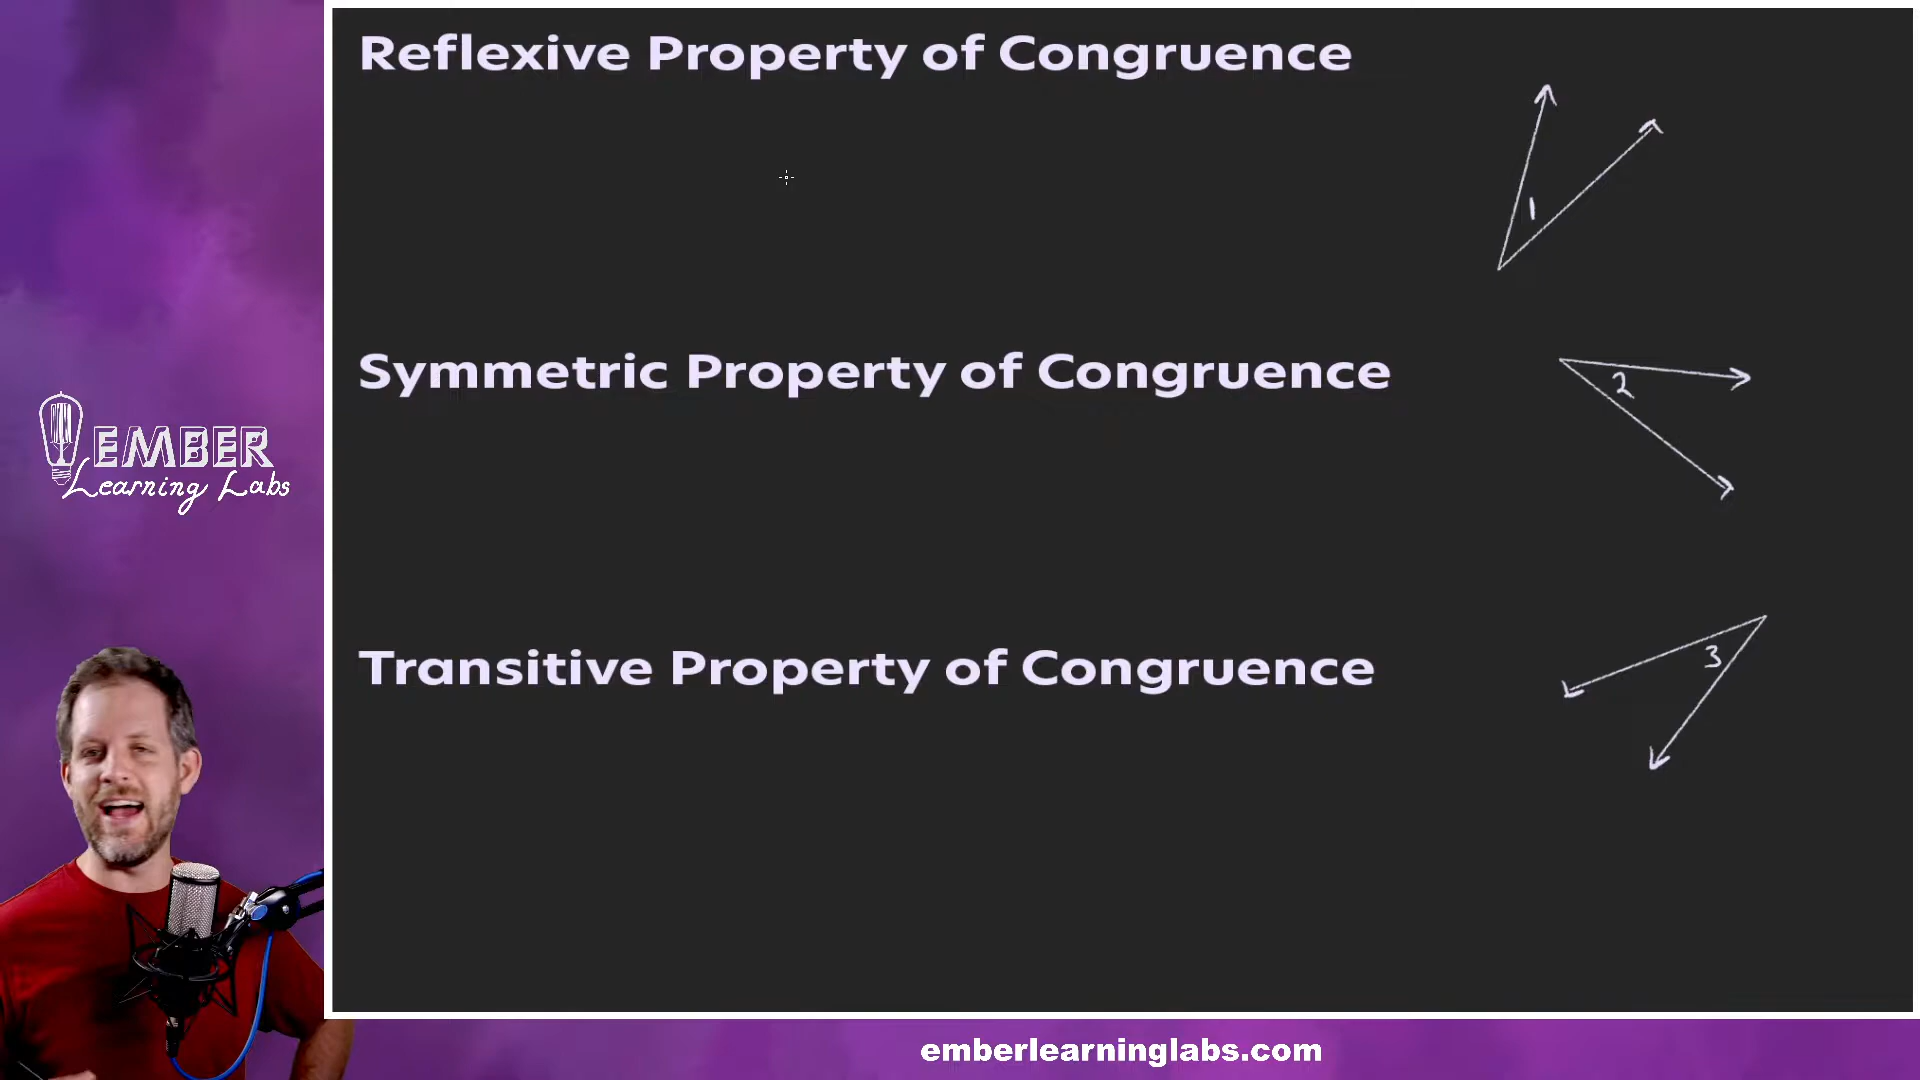 Reflexive Property of Congruence
1
Symmetric Property of Congruence
2
EMBER
Learning Labs
Transitive Property of Congruence
3
emberlearninglabs.com